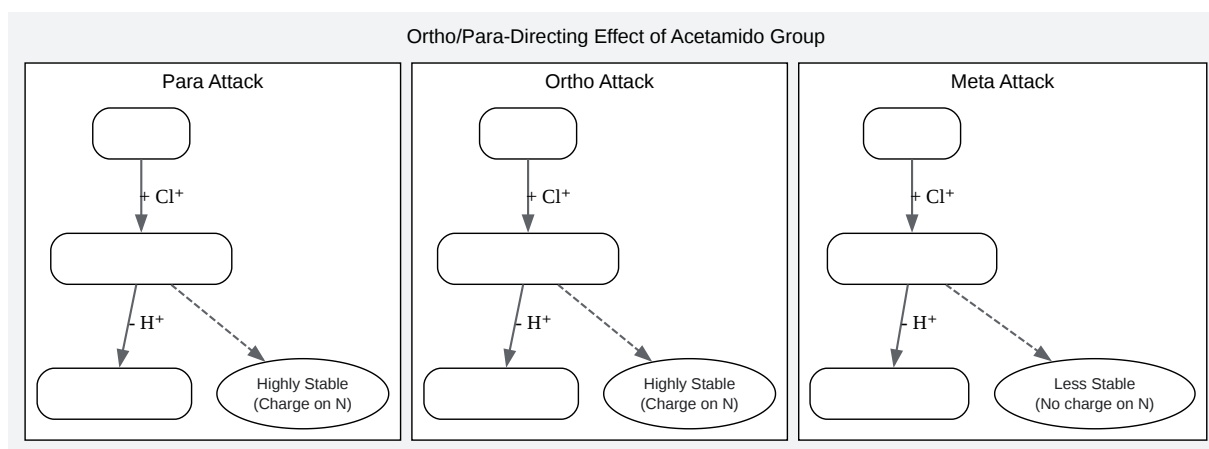 Ortho/Para-Directing Effect of Acetamido Group
Para Attack
+ Cl⁺
- H⁺
Highly Stable
(Charge on N)
Ortho Attack
+ Cl⁺
- H⁺
Highly Stable
(Charge on N)
Meta Attack
+ Cl⁺
- H⁺
Less Stable
(No charge on N)